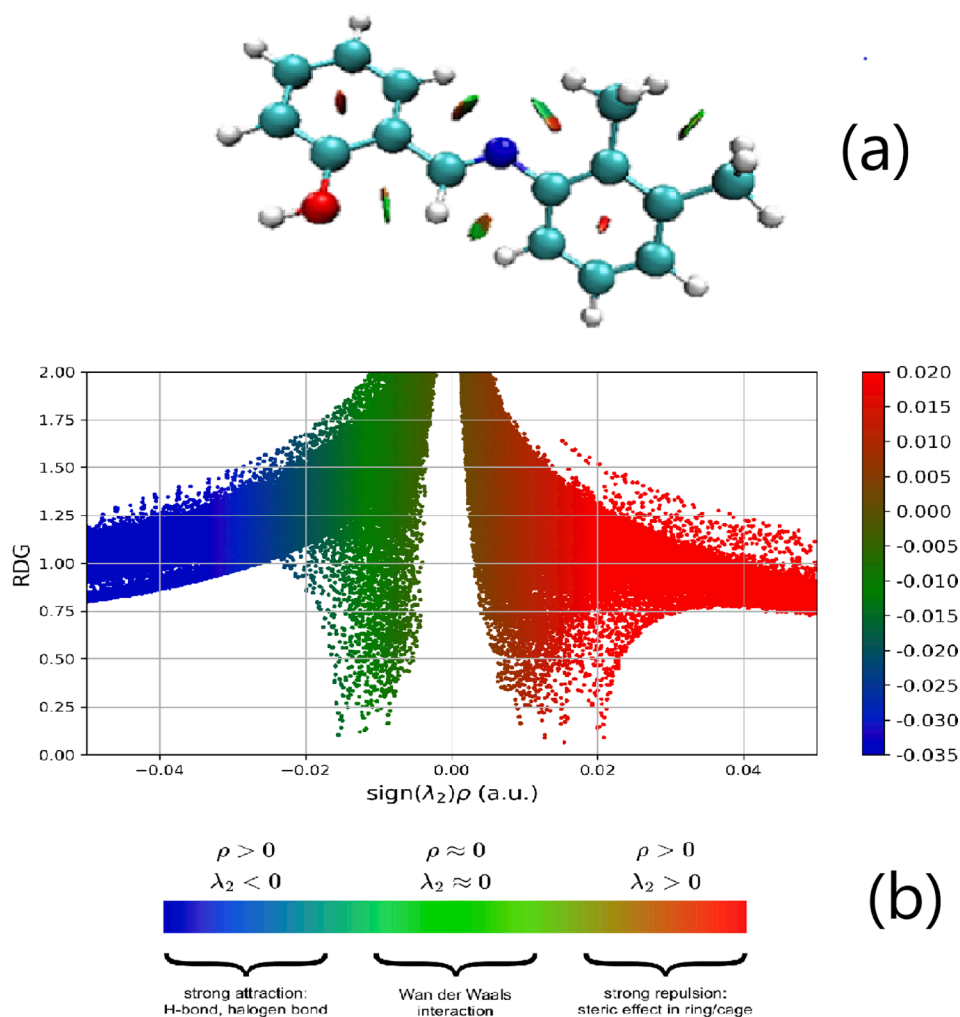 (a)
2.00
1.75
1.50
1.25
1.00
0.75
0.50
0.25
0.00
RDG
−0.04
−0.02
0.00
0.02
0.04
sign(λ₂)ρ (a.u.)
0.020
0.015
0.010
0.005
0.000
-0.005
-0.010
-0.015
-0.020
-0.025
-0.030
-0.035
ρ > 0
ρ ≈ 0
ρ > 0
λ₂ < 0
λ₂ ≈ 0
λ₂ > 0
(b)
strong attraction:
H-bond, halogen bond
Wan der Waals
interaction
strong repulsion:
steric effect in ring/cage